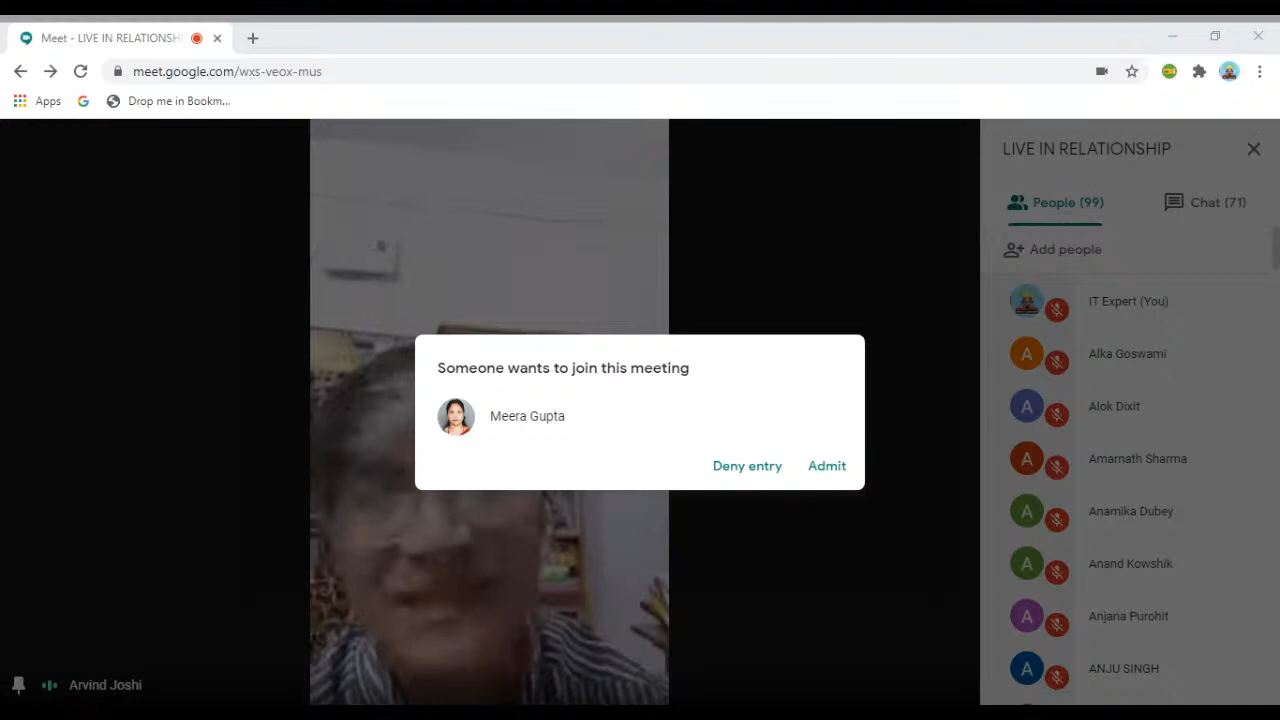 Meet - LIVE IN RELATIONSH
meet.google.com/wxs-veox-mus
Apps
Drop me in Bookm...
LIVE IN RELATIONSHIP
People (99)
Chat (71)
Add people
IT Expert (You)
A
Alka Goswami
A
Alok Dixit
A
Amarnath Sharma
A
Anamika Dubey
A
Anand Kowshik
A
Anjana Purohit
A
ANJU SINGH
Someone wants to join this meeting
Meera Gupta
Deny entry
Admit
Arvind Joshi